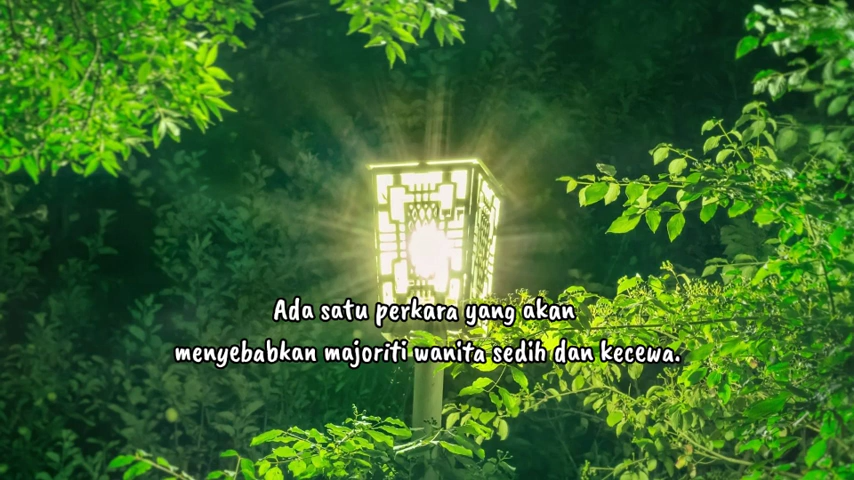 Ada satu perkara yang akan
menyebabkan majoriti wanita sedih dan kecewa.